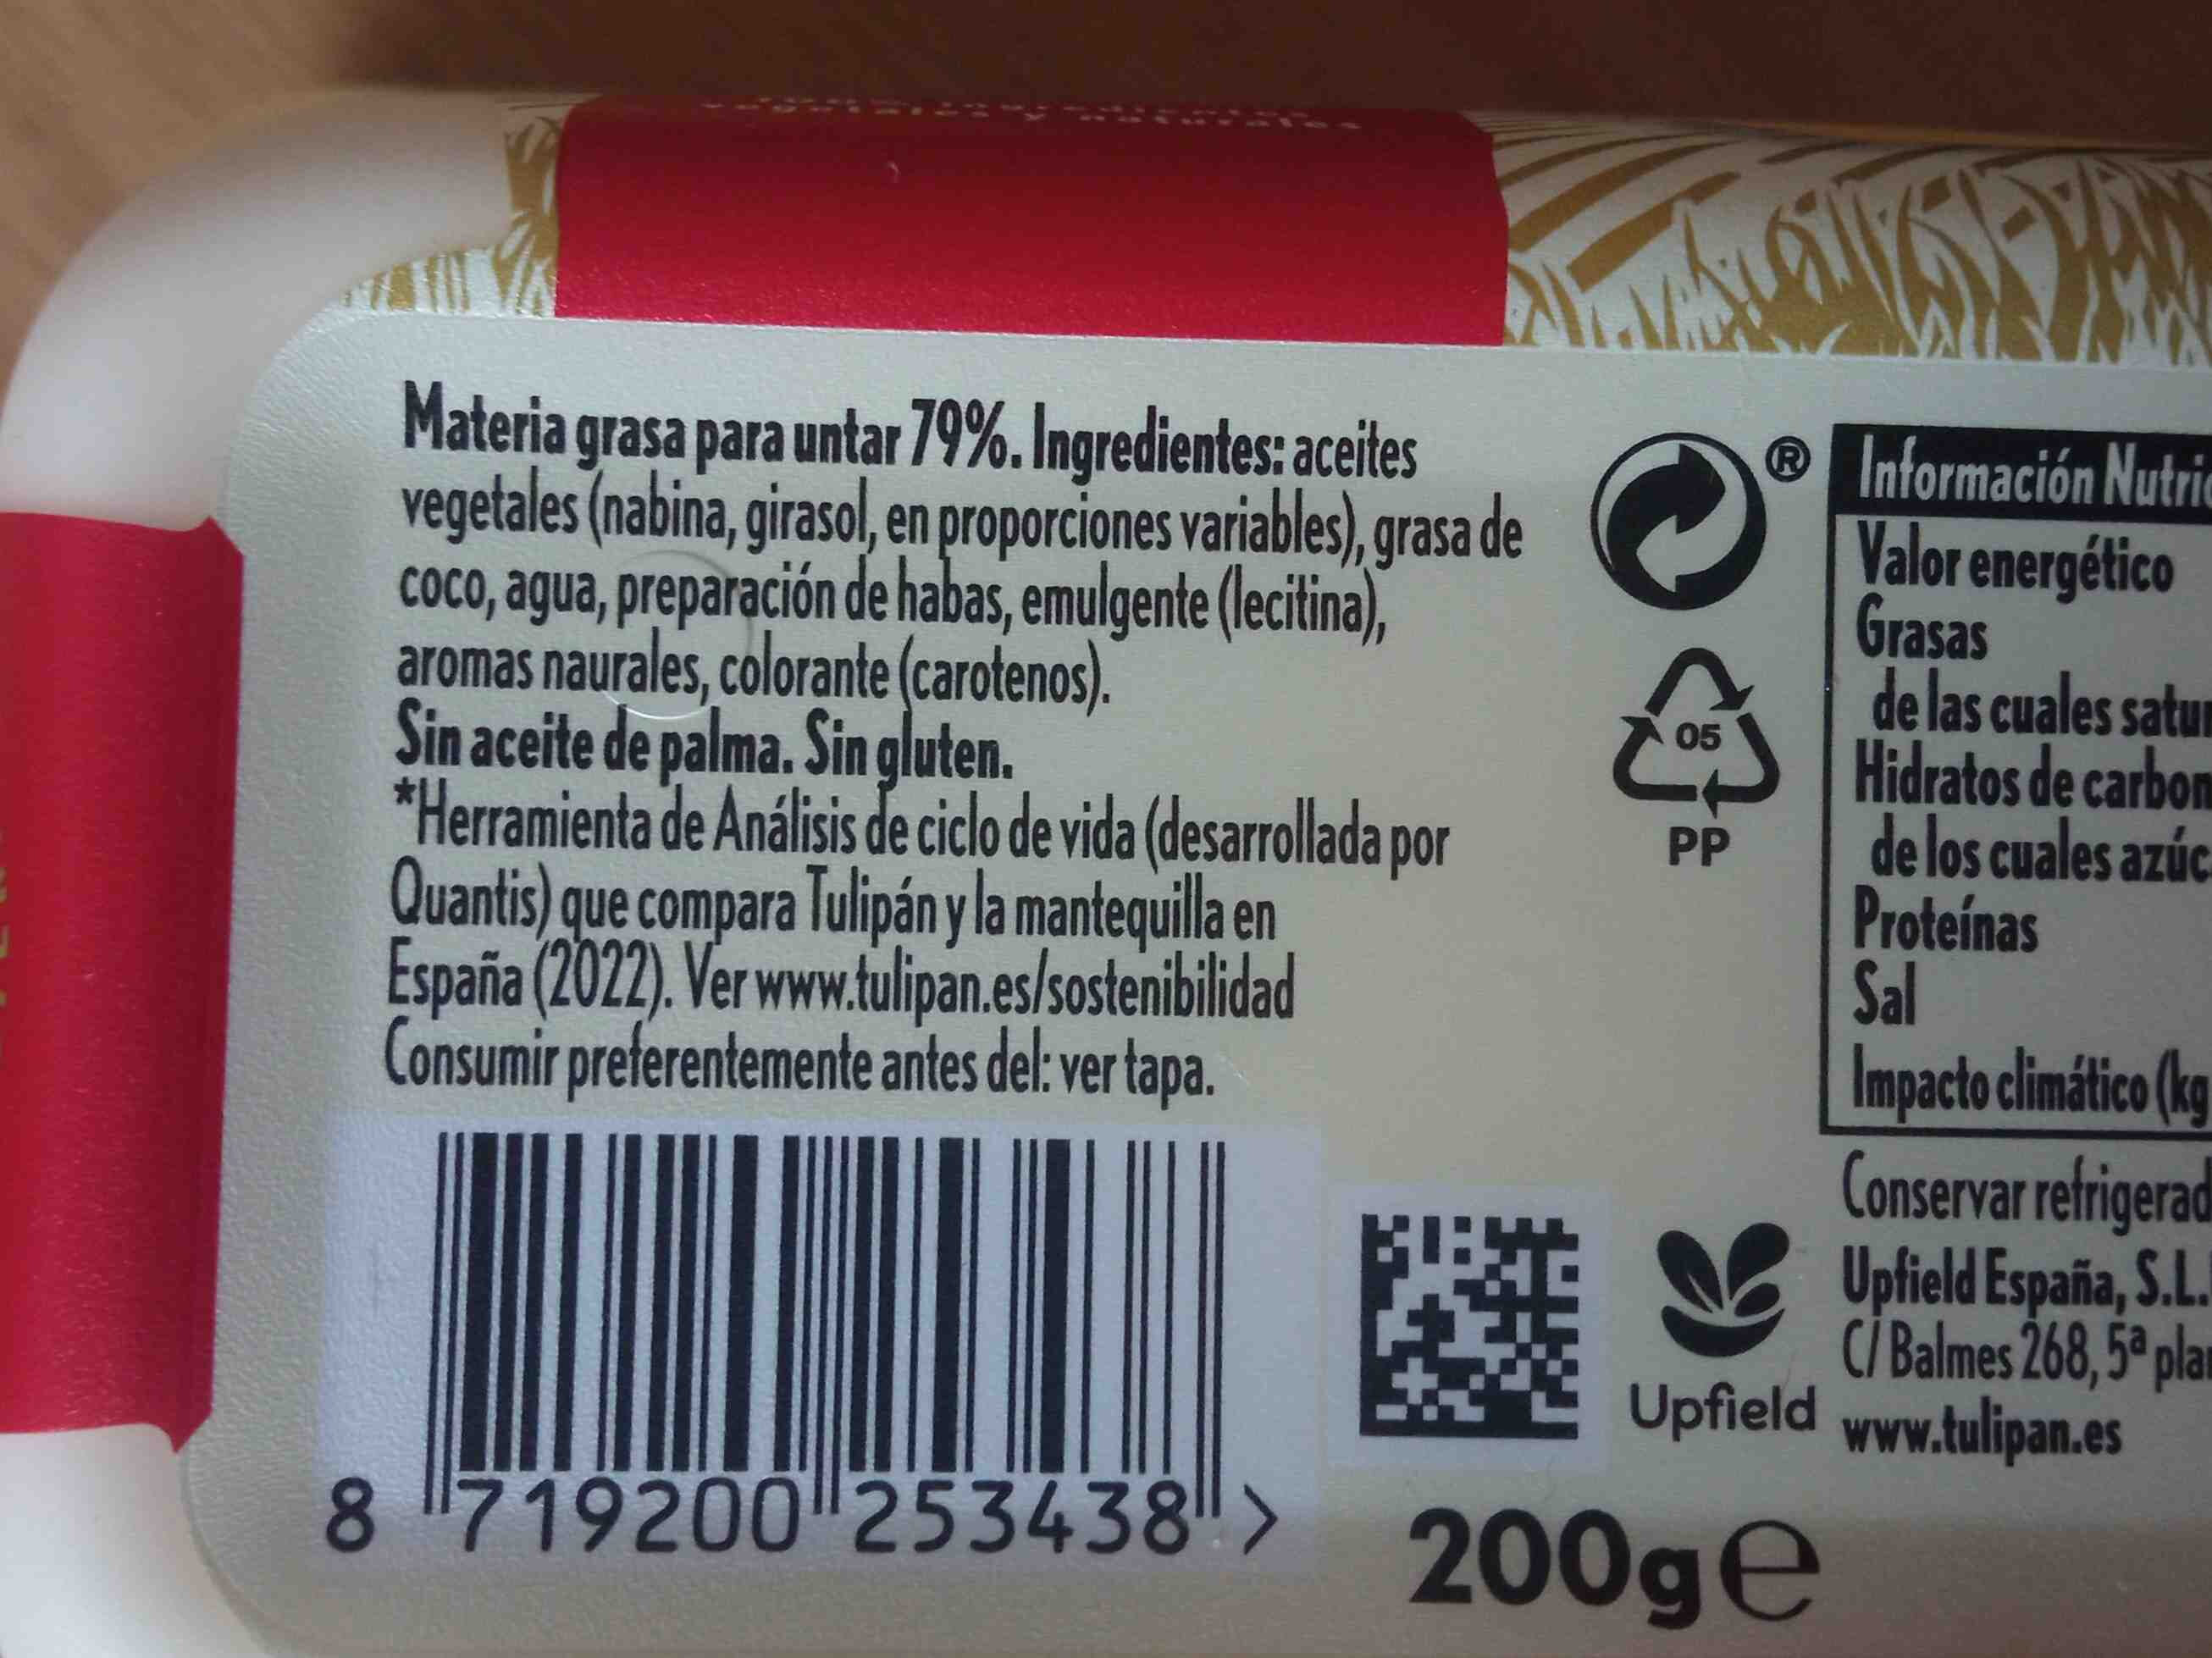 vegetales y naturales
Materia grasa para untar 79%. Ingredientes: aceites
vegetales (nabina, girasol, en proporciones variables), grasa de
coco, agua, preparación de habas, emulgente (lecitina),
aromas naurales, colorante (carotenos).
Sin aceite de palma. Sin gluten.
*Herramienta de Análisis de ciclo de vida (desarrollada por
Quantis) que compara Tulipán y la mantequilla en
España (2022). Ver www.tulipan.es/sostenibilidad
Consumir preferentemente antes del: ver tapa.
8 719200 253438 >
®
05
PP
Upfield
200g e
Información Nutric
Valor energético
Grasas
de las cuales satur
Hidratos de carbon
de los cuales azúc
Proteínas
Sal
Impacto climático (kg
Conservar refrigerad
Upfield España, S.L.
C/ Balmes 268, 5ª plan
www.tulipan.es